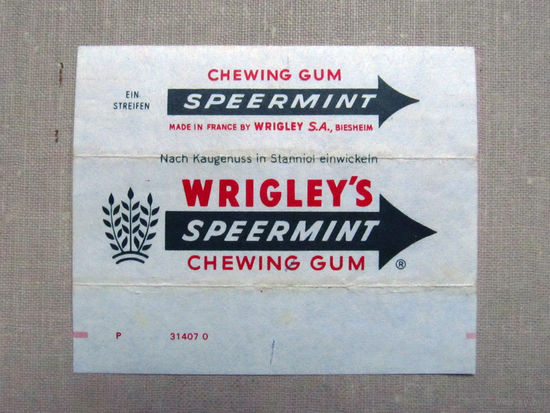 CHEWING GUM
EIN
STREIFEN
SPEERMINT
MADE IN FRANCE BY WRIGLEY S.A., BIESHEIM
Nach Kaugenuss in Stanniol einwickeln
WRIGLEY'S
SPEERMINT
CHEWING GUM ®
P 31407 0